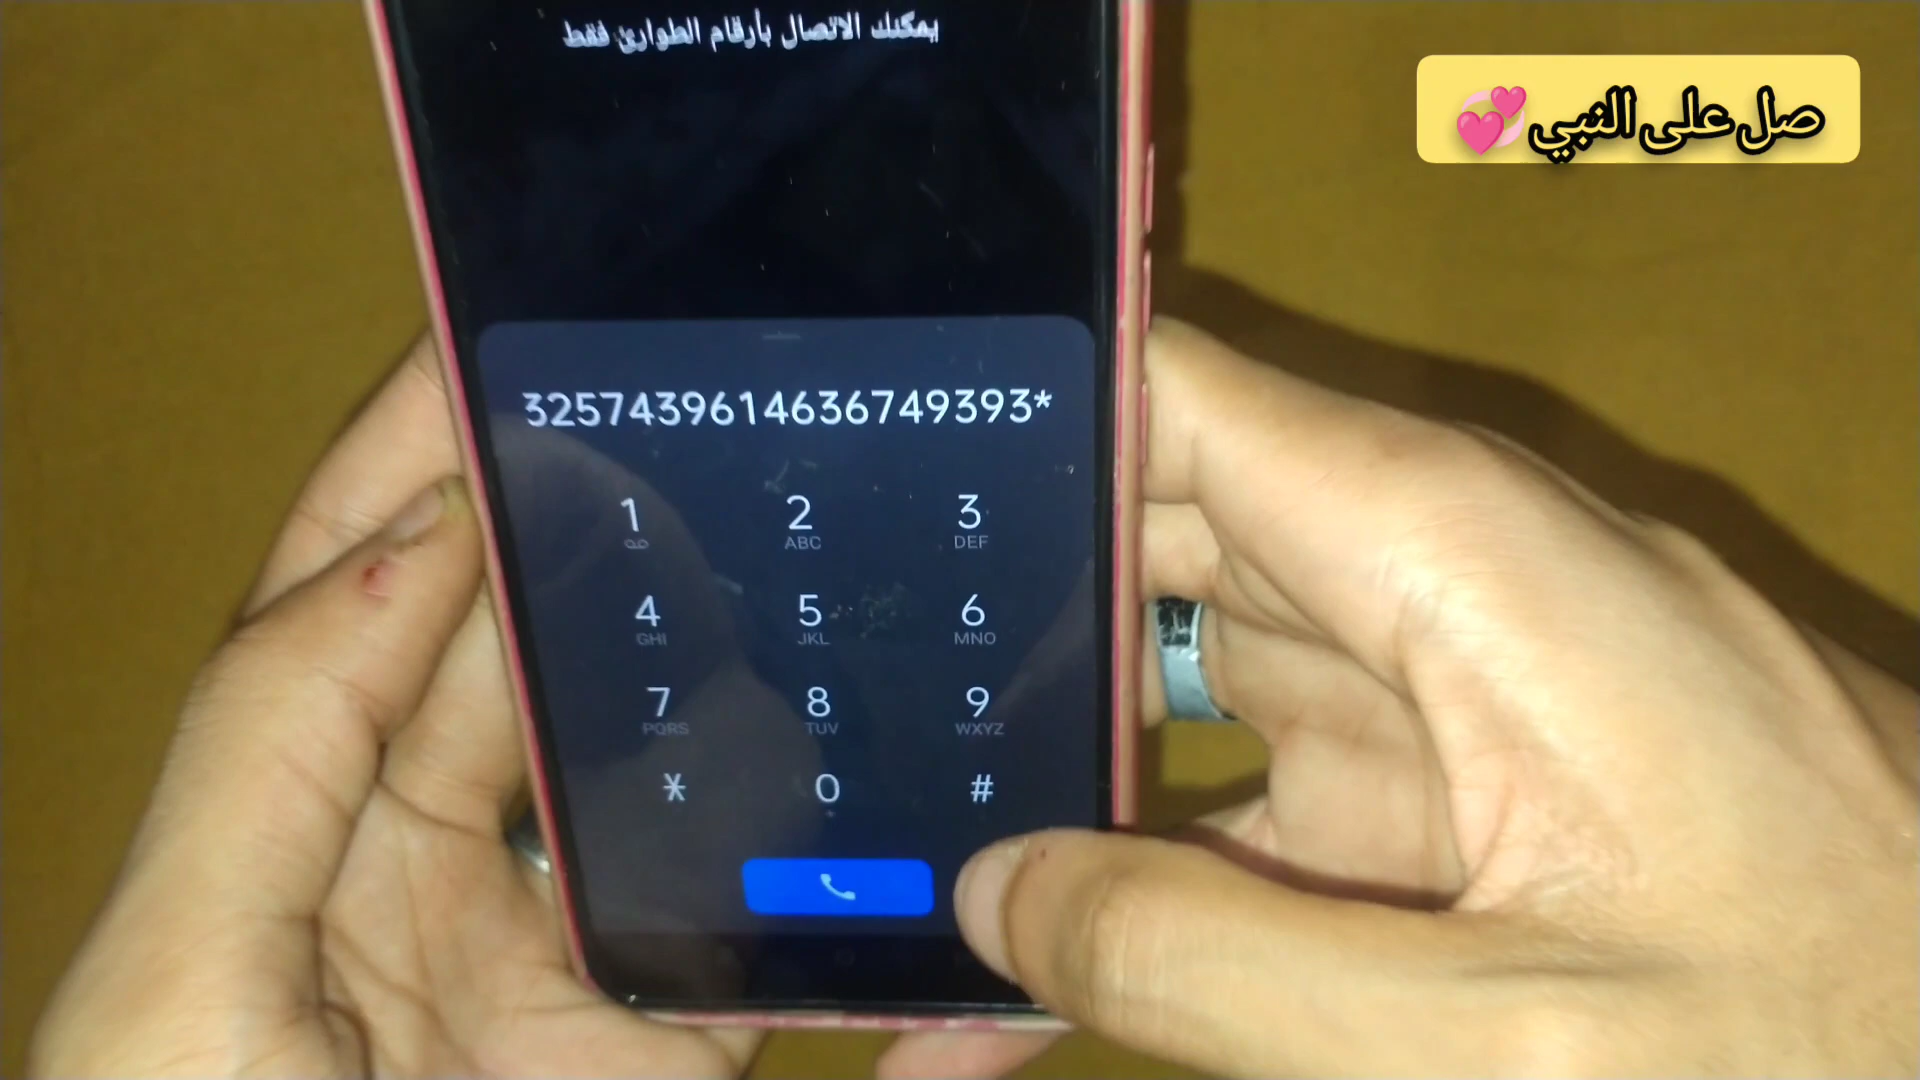 يمكنك الاتصال بأرقام الطوارئ فقط
صل على النبي 💞
3257439614636749393*
1 2 3
ABC DEF
4 5 6
GHI JKL MNO
7 8 9
PQRS TUV WXYZ
* 0 #
+